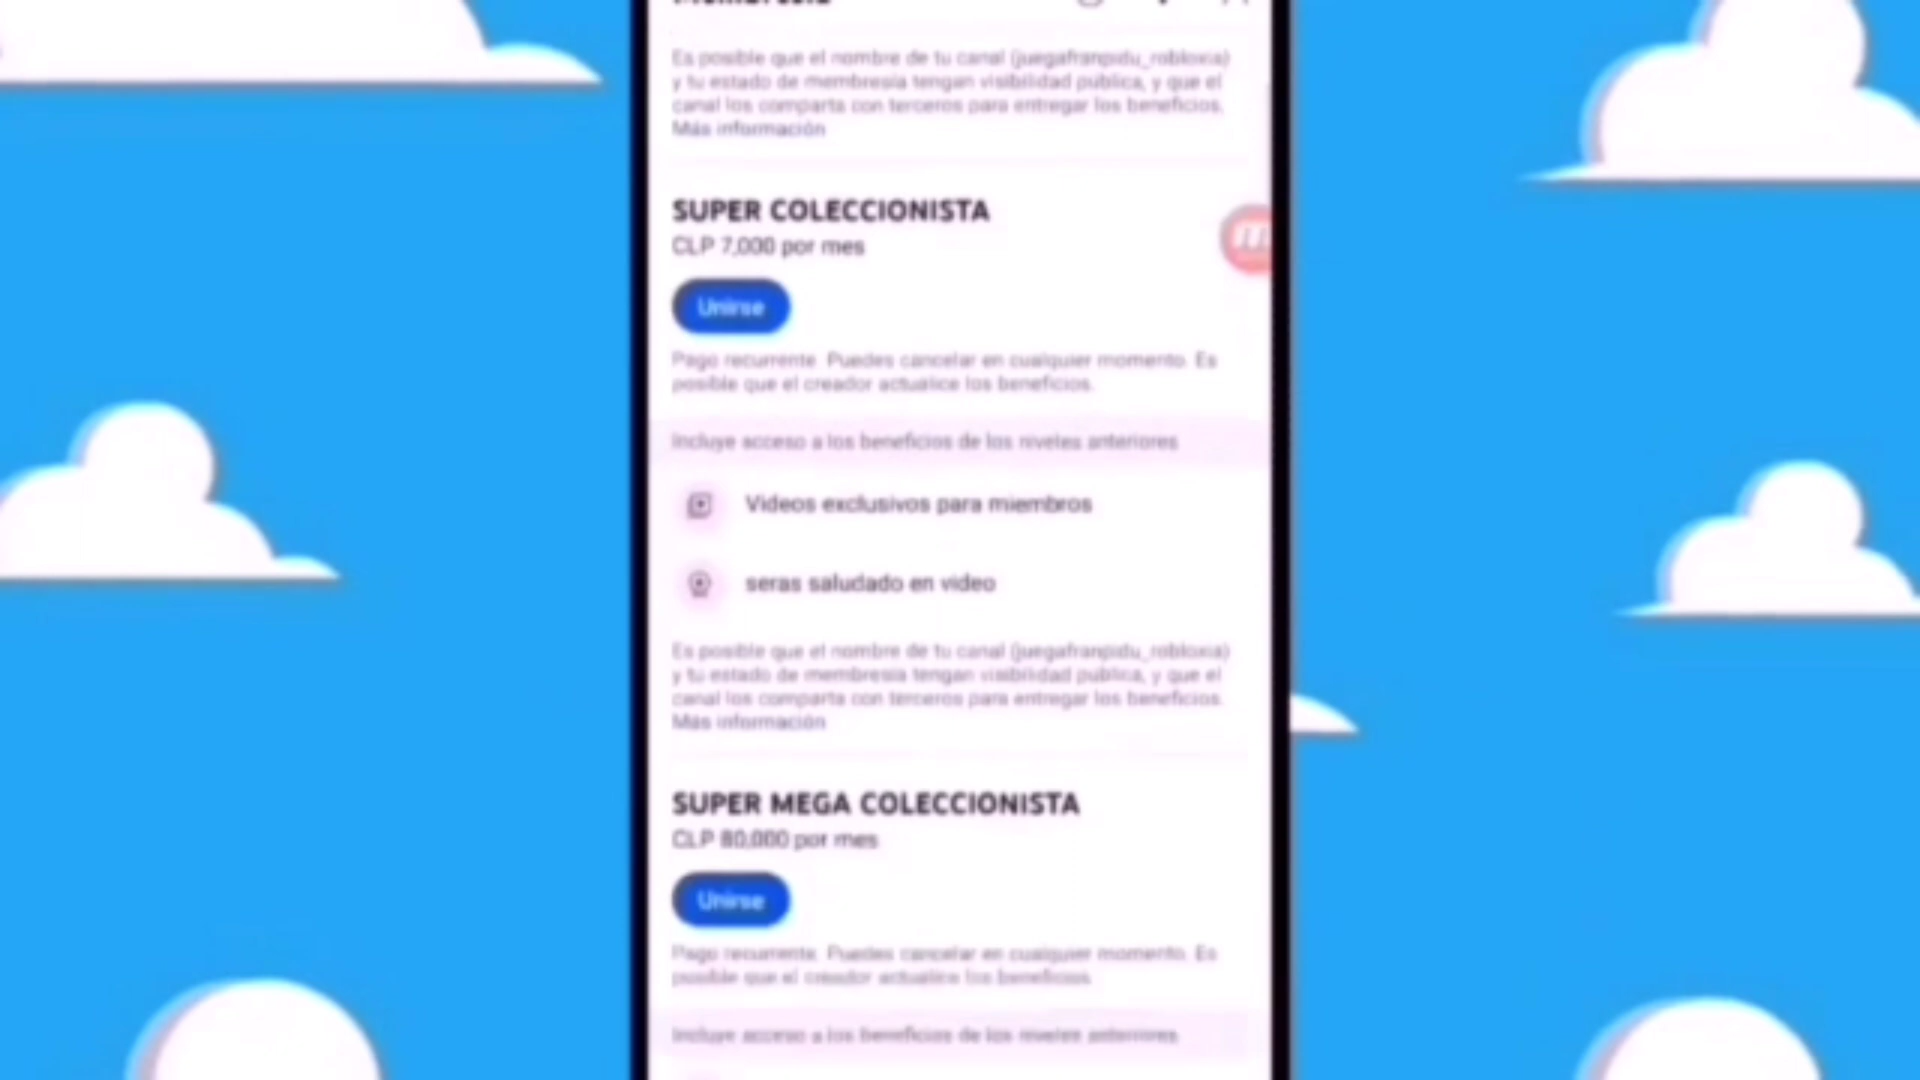 Es posible que el nombre de tu canal (juegafranpidu_robloxia)
y tu estado de membresía tengan visibilidad pública, y que el
canal los comparta con terceros para entregar los beneficios.
Más información
SUPER COLECCIONISTA
CLP 7,000 por mes
Unirse
Pago recurrente. Puedes cancelar en cualquier momento. Es
posible que el creador actualice los beneficios.
Incluye acceso a los beneficios de los niveles anteriores
Videos exclusivos para miembros
seras saludado en video
Es posible que el nombre de tu canal (juegafranpidu_robloxia)
y tu estado de membresía tengan visibilidad pública, y que el
canal los comparta con terceros para entregar los beneficios.
Más información
SUPER MEGA COLECCIONISTA
CLP 80,000 por mes
Unirse
Pago recurrente. Puedes cancelar en cualquier momento. Es
posible que el creador actualice los beneficios.
Incluye acceso a los beneficios de los niveles anteriores